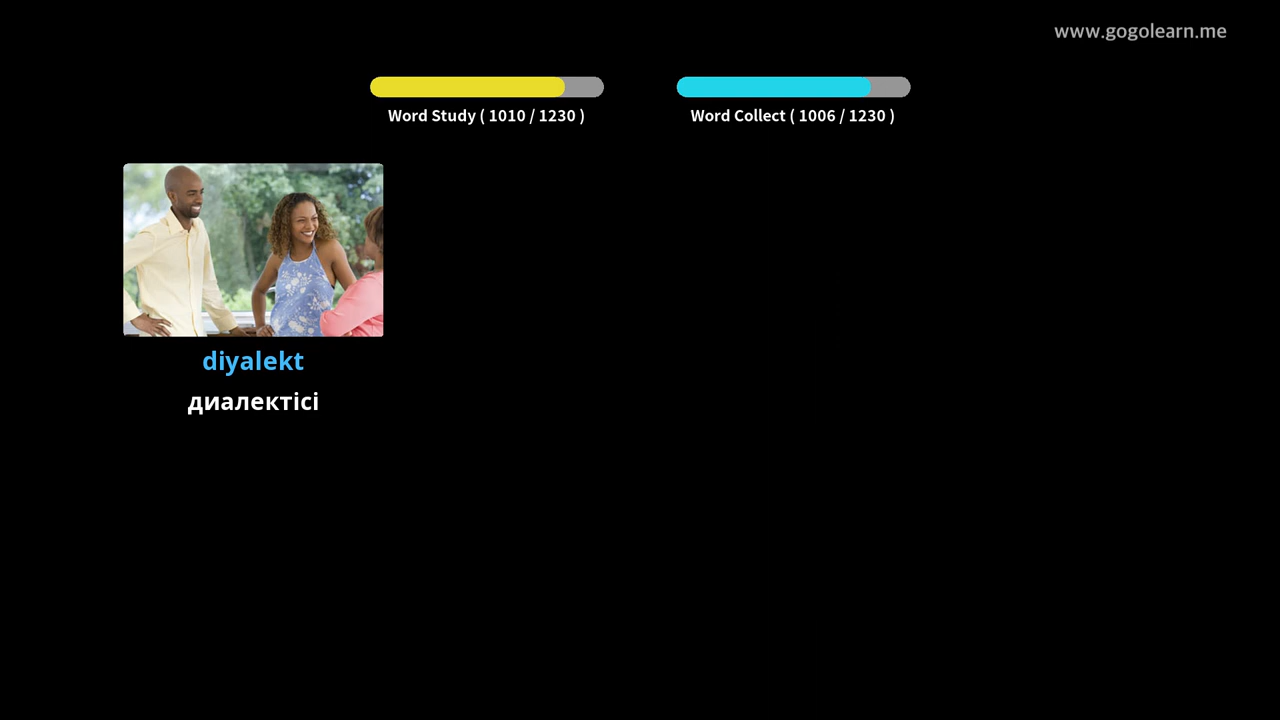 www.gogolearn.me
Word Study ( 1010 / 1230 )
Word Collect ( 1006 / 1230 )
diyalekt
диалектісі